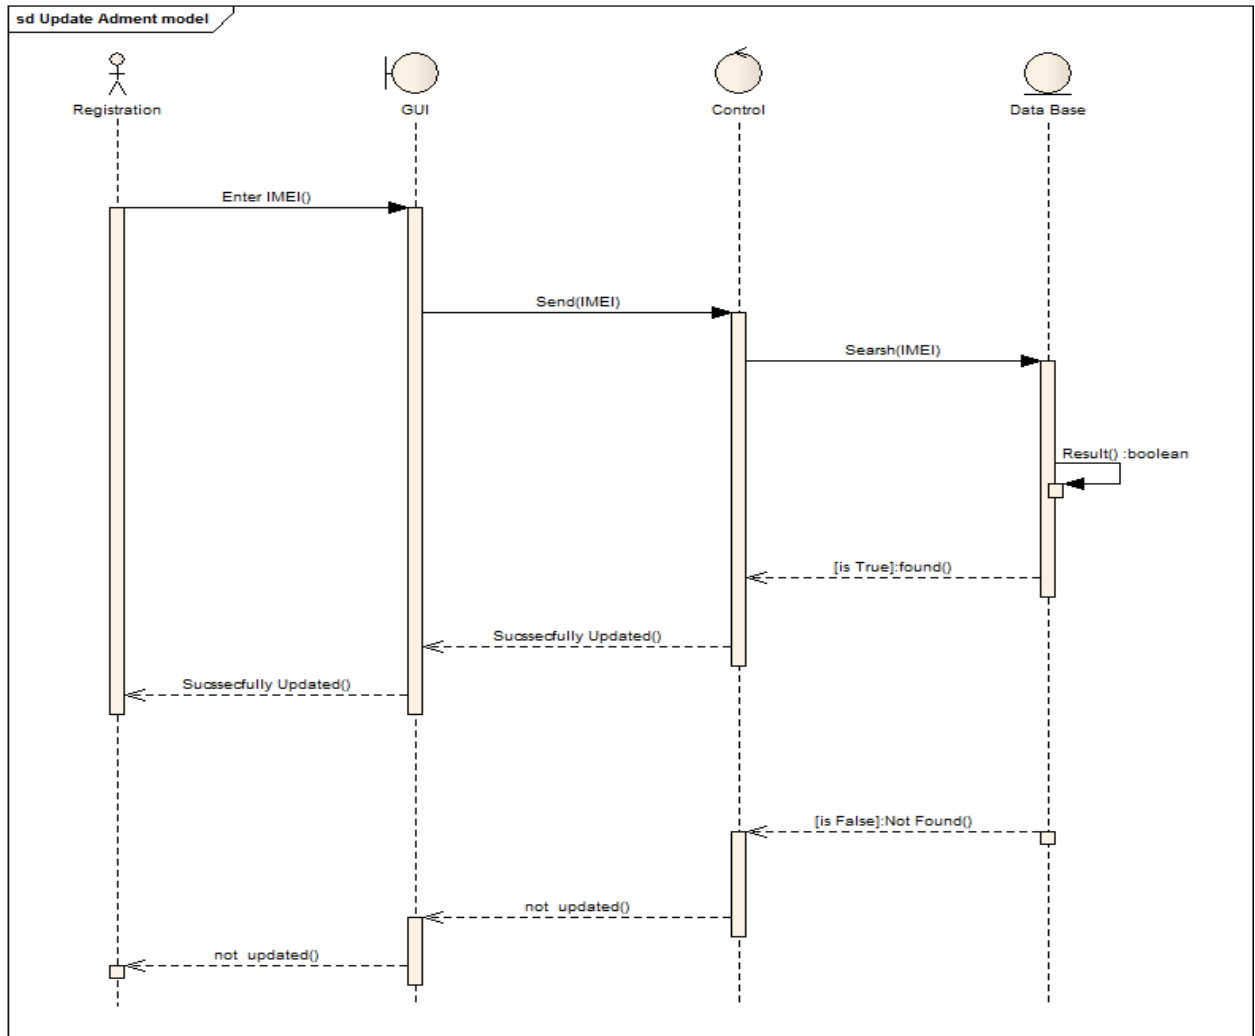 sd Update Adment model
Registration
GUI
Control
Data Base
Enter IMEI()
Send(IMEI)
Searsh(IMEI)
Result() :boolean
[is True]:found()
Sucssecfully Updated()
Sucssecfully Updated()
[is False]:Not Found()
not updated()
not updated()